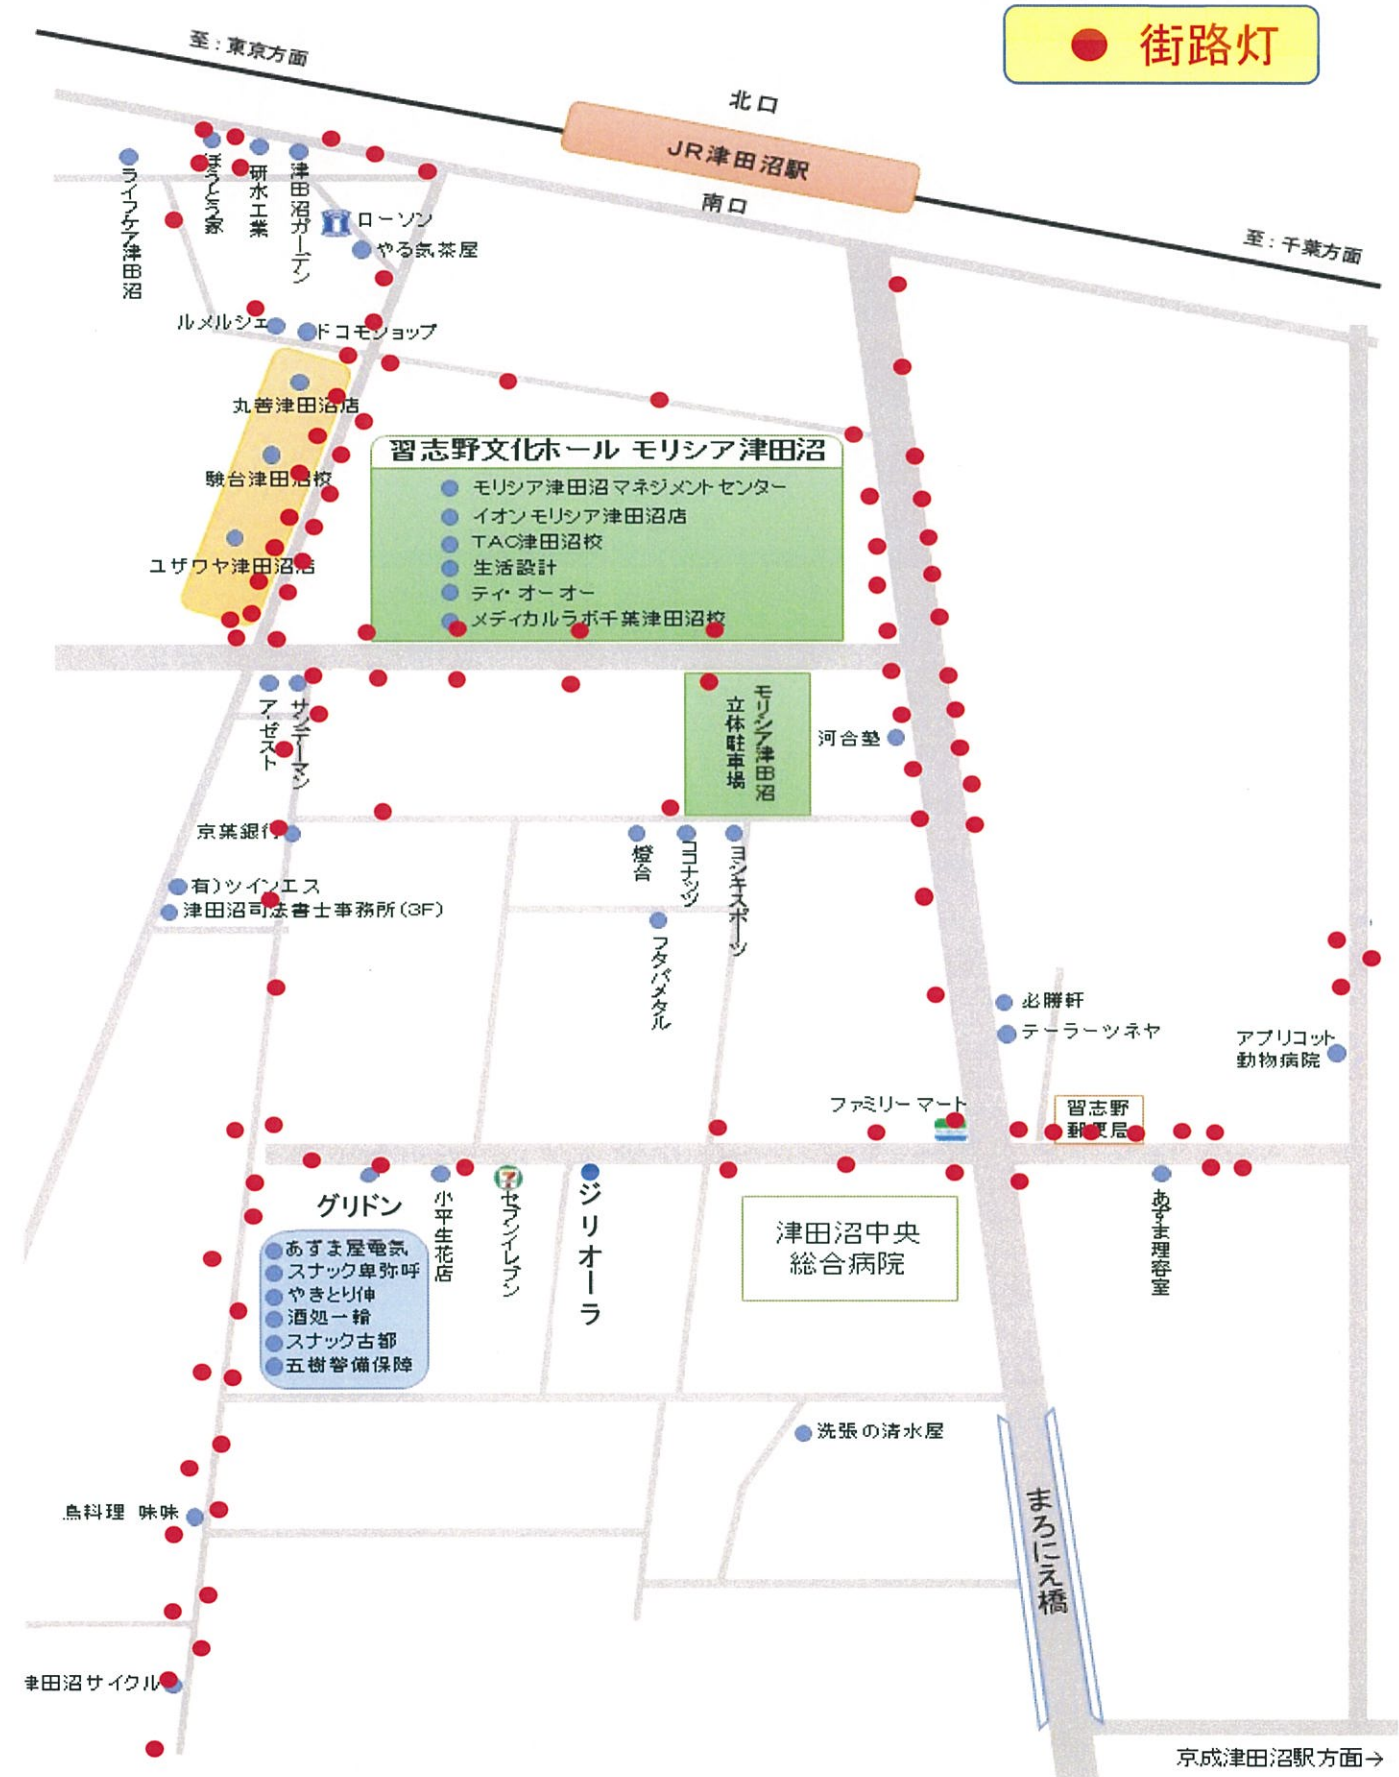 街路灯
至：東京方面
北口
JR津田沼駅
南口
至：千葉方面
ライフケア津田沼
ほうとう家
研水工業
津田沼ガーデン
ローソン
やる気茶屋
ルメルシェ
ドコモショップ
丸善津田沼店
駿台津田沼校
ユザワヤ津田沼店
習志野文化ホール モリシア津田沼
モリシア津田沼マネジメントセンター
イオンモリシア津田沼店
TAC津田沼校
生活設計
ティ・オーオー
メディカルラボ千葉津田沼校
ア・ゼスト
サンデーマン
モリシア津田沼
立体駐車場
河合塾
京葉銀行
燈台
ココナッツ
ヨシキスポーツ
有)ツインエス
津田沼司法書士事務所(3F)
フタバメタル
必勝軒
テーラーツネヤ
アプリコット
動物病院
ファミリーマート
習志野
郵便局
グリドン
小平生花店
7
セブンイレブン
ジリオーラ
津田沼中央
総合病院
あずま理容室
あずま屋電気
スナック卑弥呼
やきとり伸
酒処一輪
スナック古都
五樹警備保障
洗張の清水屋
鳥料理 味味
まろにえ橋
津田沼サイクル
京成津田沼駅方面→